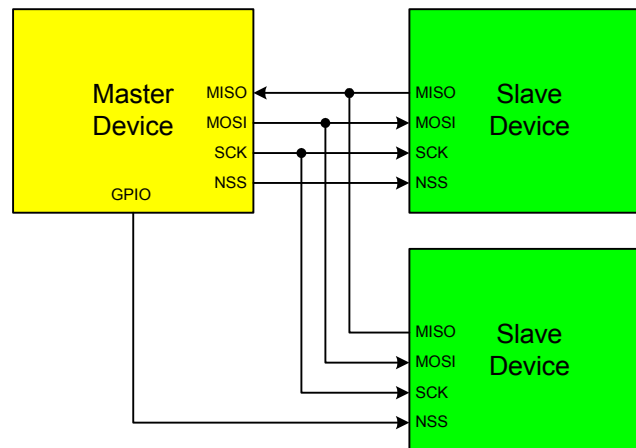 Master
Device
MISO
MOSI
SCK
NSS
GPIO
MISO
MOSI
SCK
NSS
Slave
Device
MISO
MOSI
SCK
NSS
Slave
Device